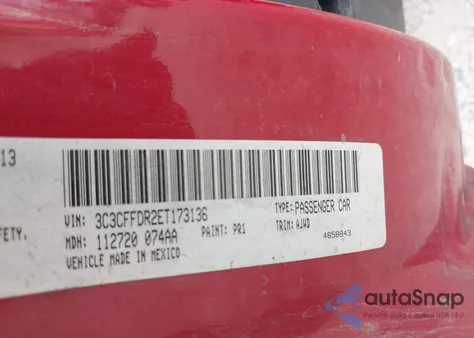 13
FETY.
VIN: 3C3CFFDR2ET173136
TYPE: PASSENGER CAR
MDH: 112720 074AA
PAINT: PR1
TRIM: AJWD
VEHICLE MADE IN MEXICO
4658843
autoSnap